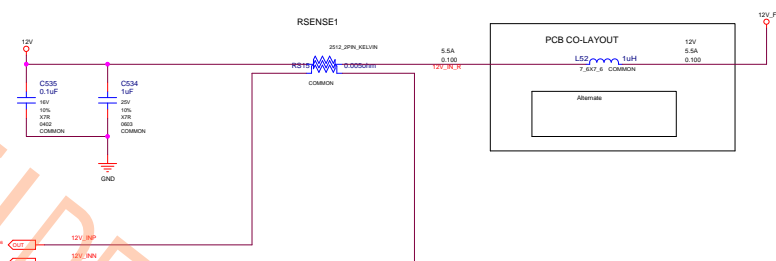 RSENSE1
12V_F
12V
2512_2PIN_KELVIN
RS15
0.005ohm
COMMON
5.5A
0.100
12V_IN_R
PCB CO-LAYOUT
12V
5.5A
0.100
L52
1uH
7_6X7_6 COMMON
Alternate
C535
0.1uF
16V
10%
X7R
0402
COMMON
C534
1uF
25V
10%
X7R
0603
COMMON
GND
OUT
12V_INP
12V_INN